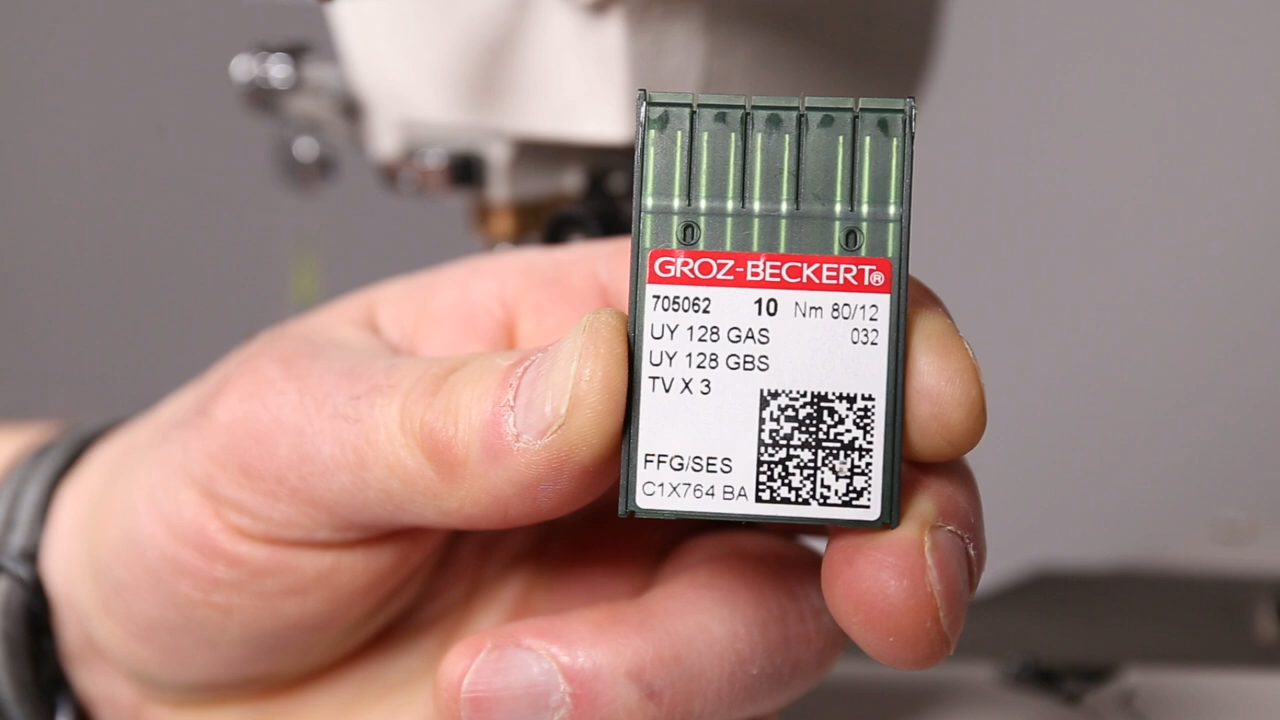 GROZ-BECKERT®
705062 10 Nm 80/12
UY 128 GAS 032
UY 128 GBS
TV X 3
FFG/SES
C1X764 BA